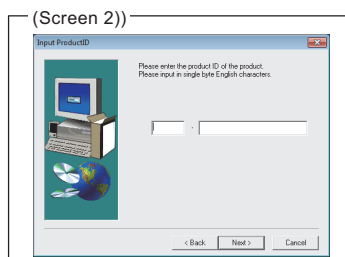 (Screen 2))
Input ProductID
Please enter the product ID of the product.
Please input in single byte English characters.
-
< Back Next > Cancel